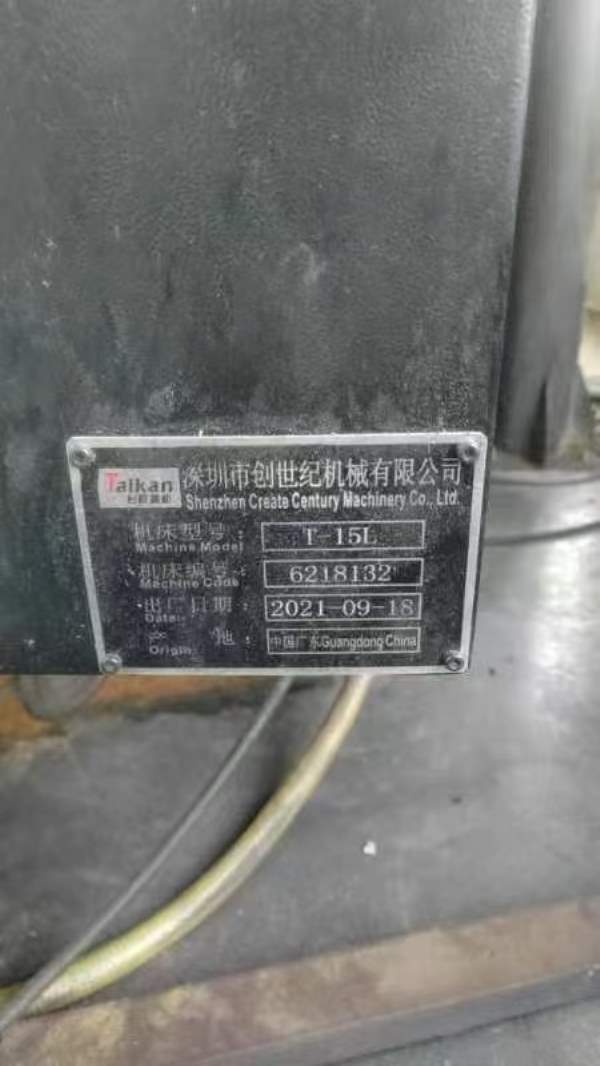 Taikan
深圳市创世纪机械有限公司
Shenzhen Create Century Machinery Co., Ltd.
机床型号: T-15L
Machine Model
机床编号: 6218132
Machine Code
出厂日期: 2021-09-18
Date:
产地: 中国广东Guangdong China
Origin